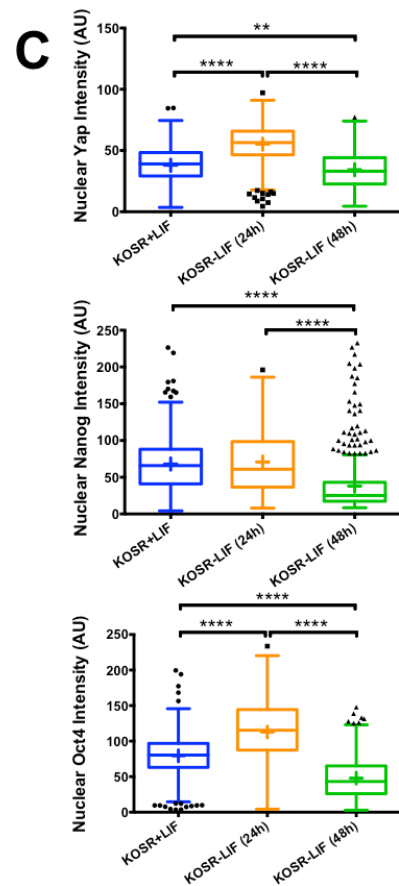 C
**
**** ****
Nuclear Yap Intensity (AU)
150
100
50
0
KOSR+LIF
KOSR-LIF (24h)
KOSR-LIF (48h)
****
****
Nuclear Nanog Intensity (AU)
250
200
150
100
50
0
KOSR+LIF
KOSR-LIF (24h)
KOSR-LIF (48h)
****
**** ****
Nuclear Oct4 Intensity (AU)
250
200
150
100
50
0
KOSR+LIF
KOSR-LIF (24h)
KOSR-LIF (48h)